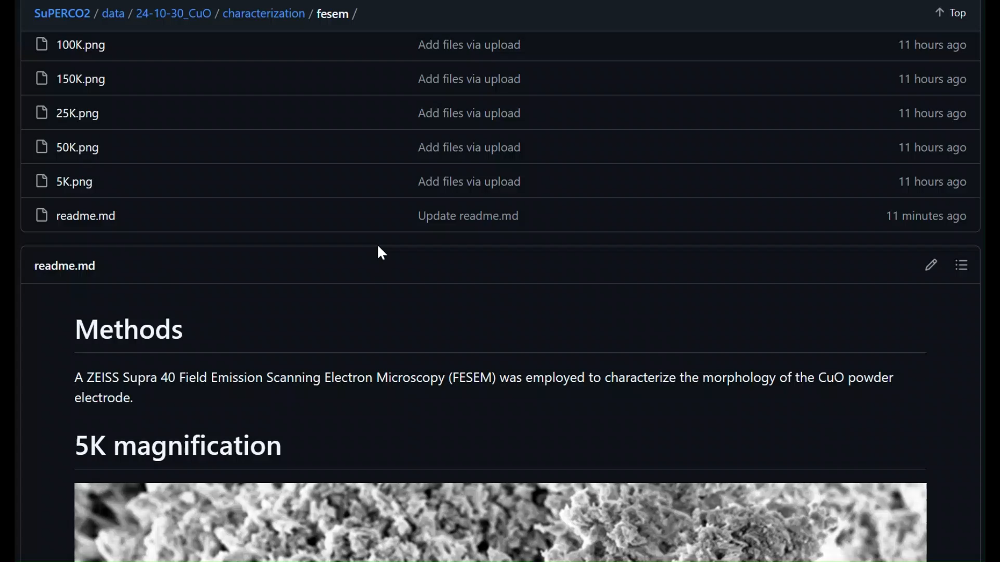 SuPERCO2 / data / 24-10-30_CuO / characterization / fesem /
Top
100K.png Add files via upload 11 hours ago
150K.png Add files via upload 11 hours ago
25K.png Add files via upload 11 hours ago
50K.png Add files via upload 11 hours ago
5K.png Add files via upload 11 hours ago
readme.md Update readme.md 11 minutes ago
readme.md
Methods
A ZEISS Supra 40 Field Emission Scanning Electron Microscopy (FESEM) was employed to characterize the morphology of the CuO powder
electrode.
5K magnification